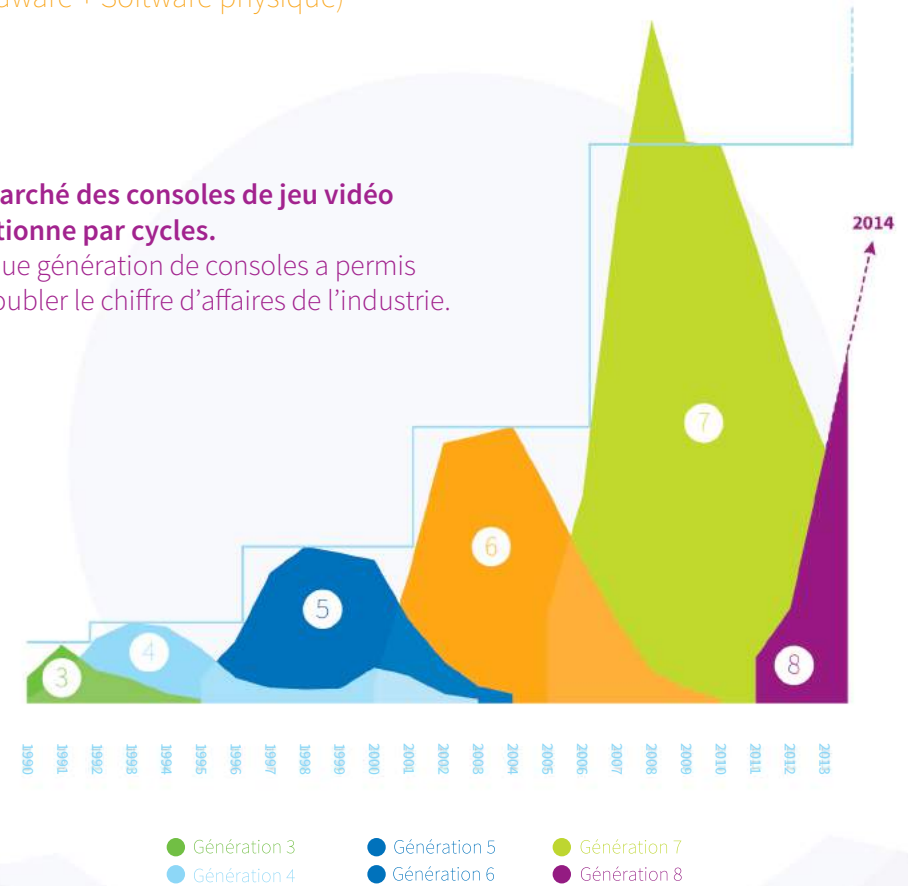 dware + Software physique)
arché des consoles de jeu vidéo
tionne par cycles.
ue génération de consoles a permis
oubler le chiffre d'affaires de l'industrie.
2014
7
6
5
4
3
8
1990 1991 1992 1993 1994 1995 1996 1997 1998 1999 2000 2001 2002 2003 2004 2005 2006 2007 2008 2009 2010 2011 2012 2013
Génération 3 Génération 5 Génération 7
Génération 4 Génération 6 Génération 8